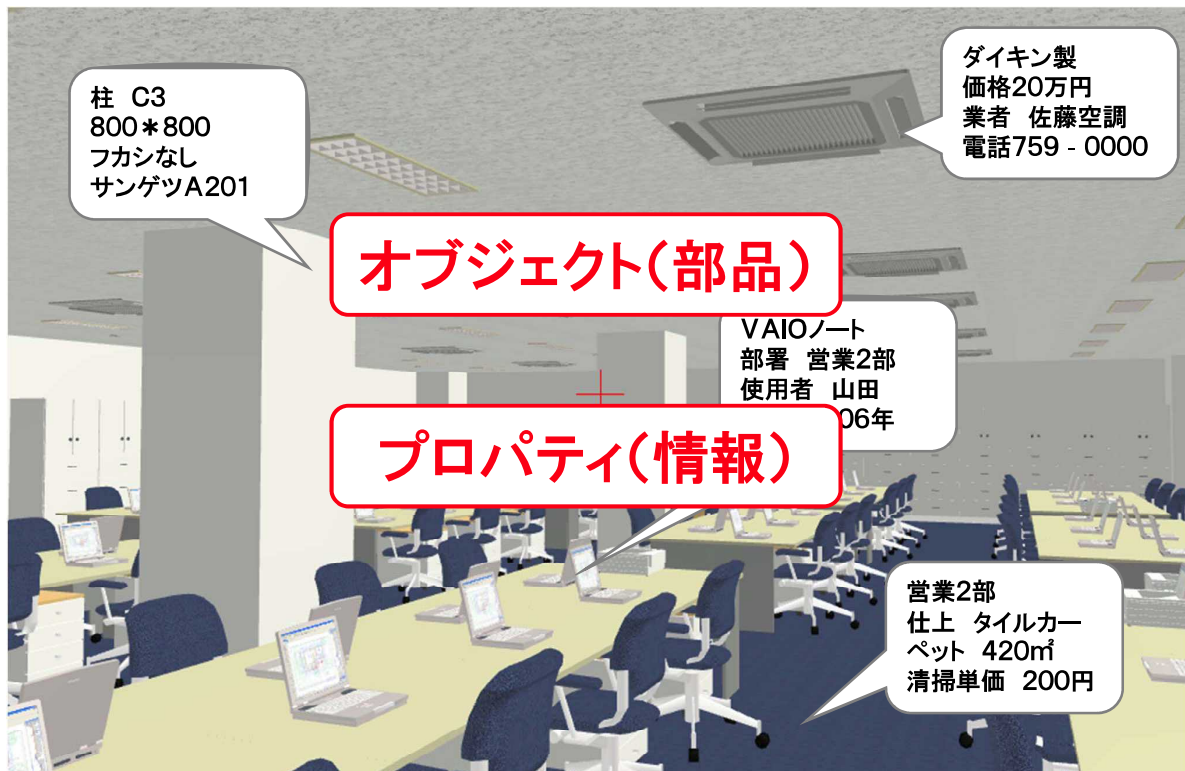 柱 C3
800*800
フカシなし
サンゲツA201
ダイキン製
価格20万円
業者 佐藤空調
電話759‐0000
オブジェクト(部品)
VAIOノート
部署 営業2部
使用者 山田
06年
プロパティ(情報)
営業2部
仕上 タイルカー
ペット 420㎡
清掃単価 200円